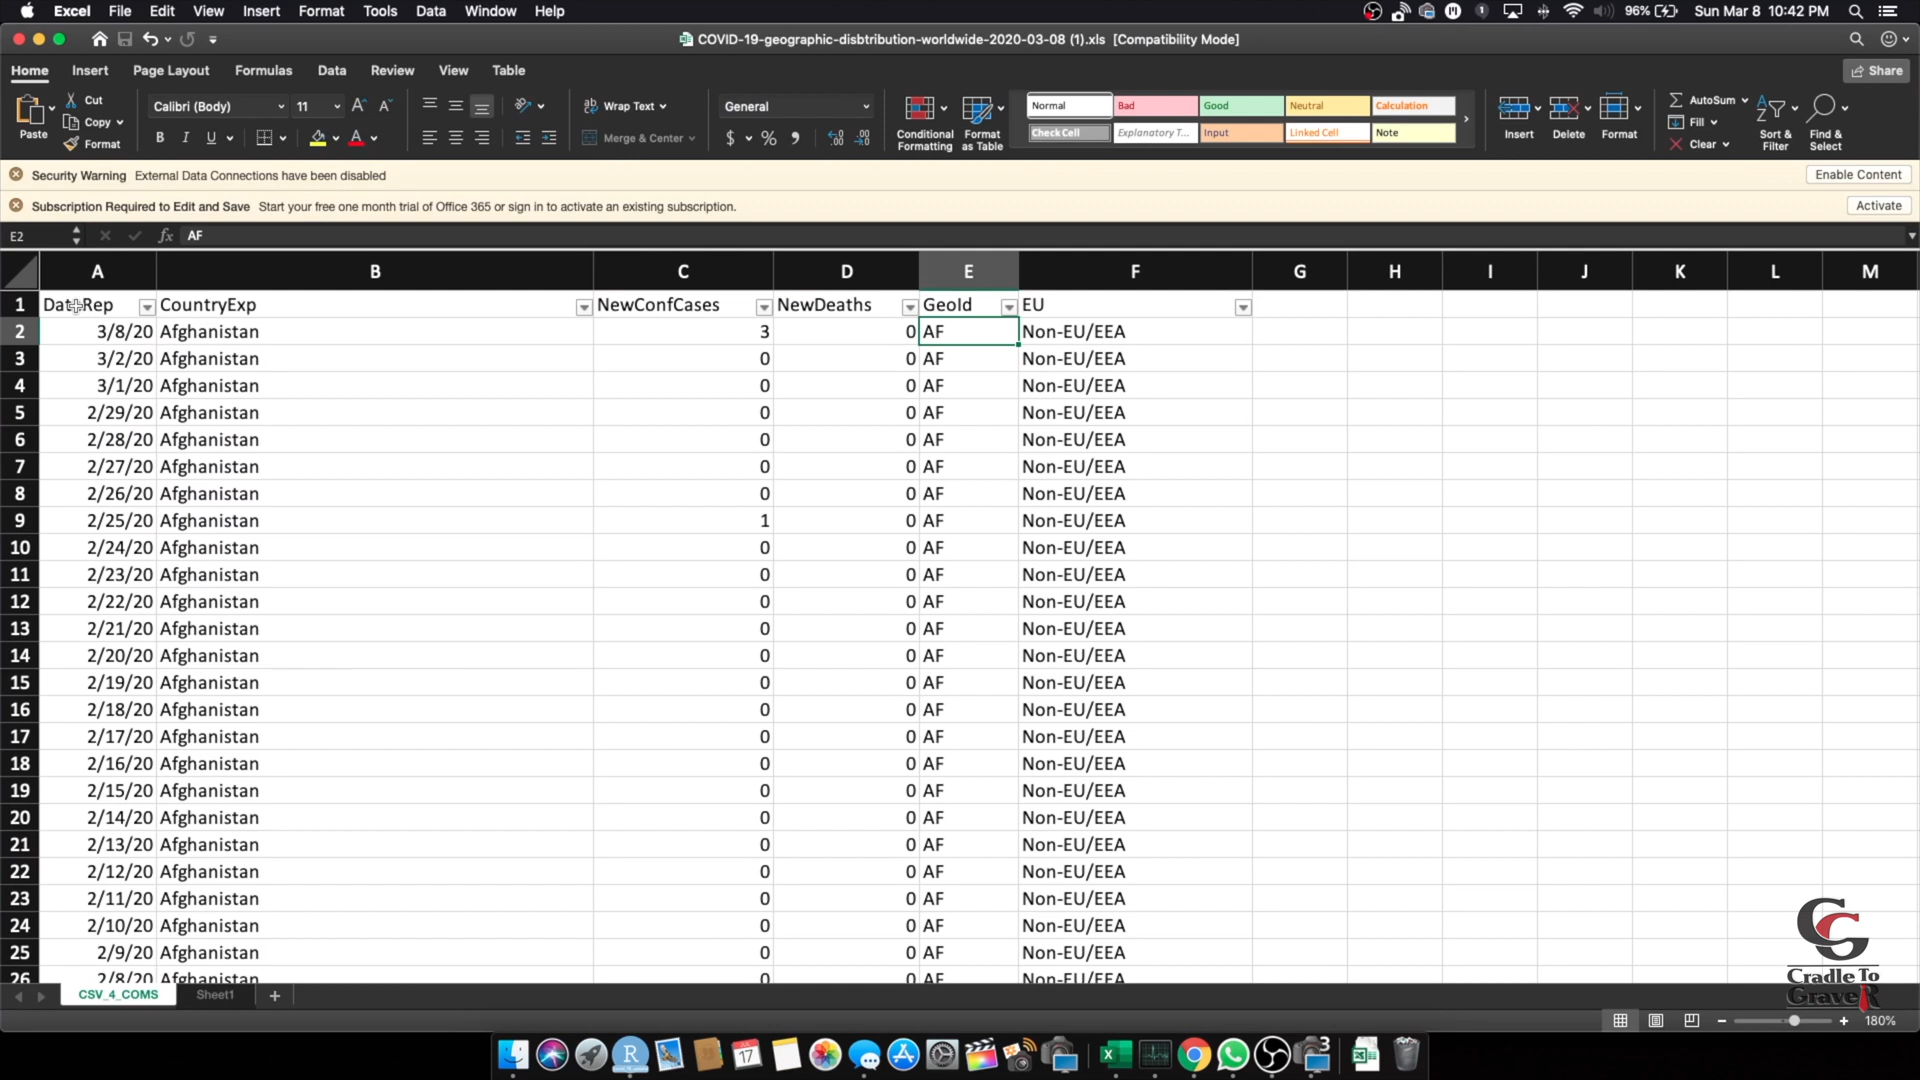 Excel File Edit View Insert Format Tools Data Window Help 96% Sun Mar 8 10:42 PM
COVID-19-geographic-disbtribution-worldwide-2020-03-08 (1).xls [Compatibility Mode]
Home Insert Page Layout Formulas Data Review View Table Share
Paste Cut Copy Format Calibri (Body) 11 Wrap Text Merge & Center General Conditional Formatting Format as Table Normal Bad Good Neutral Calculation Check Cell Explanatory T... Input Linked Cell Note Insert Delete Format AutoSum Fill Clear Sort & Filter Find & Select
Security Warning External Data Connections have been disabled Enable Content
Subscription Required to Edit and Save Start your free one month trial of Office 365 or sign in to activate an existing subscription. Activate
E2 fx AF
A B C D E F G H I J K L M
1 DateRep CountryExp NewConfCases NewDeaths GeoId EU
2 3/8/20 Afghanistan 3 0 AF Non-EU/EEA
3 3/2/20 Afghanistan 0 0 AF Non-EU/EEA
4 3/1/20 Afghanistan 0 0 AF Non-EU/EEA
5 2/29/20 Afghanistan 0 0 AF Non-EU/EEA
6 2/28/20 Afghanistan 0 0 AF Non-EU/EEA
7 2/27/20 Afghanistan 0 0 AF Non-EU/EEA
8 2/26/20 Afghanistan 0 0 AF Non-EU/EEA
9 2/25/20 Afghanistan 1 0 AF Non-EU/EEA
10 2/24/20 Afghanistan 0 0 AF Non-EU/EEA
11 2/23/20 Afghanistan 0 0 AF Non-EU/EEA
12 2/22/20 Afghanistan 0 0 AF Non-EU/EEA
13 2/21/20 Afghanistan 0 0 AF Non-EU/EEA
14 2/20/20 Afghanistan 0 0 AF Non-EU/EEA
15 2/19/20 Afghanistan 0 0 AF Non-EU/EEA
16 2/18/20 Afghanistan 0 0 AF Non-EU/EEA
17 2/17/20 Afghanistan 0 0 AF Non-EU/EEA
18 2/16/20 Afghanistan 0 0 AF Non-EU/EEA
19 2/15/20 Afghanistan 0 0 AF Non-EU/EEA
20 2/14/20 Afghanistan 0 0 AF Non-EU/EEA
21 2/13/20 Afghanistan 0 0 AF Non-EU/EEA
22 2/12/20 Afghanistan 0 0 AF Non-EU/EEA
23 2/11/20 Afghanistan 0 0 AF Non-EU/EEA
24 2/10/20 Afghanistan 0 0 AF Non-EU/EEA
25 2/9/20 Afghanistan 0 0 AF Non-EU/EEA
26 2/8/20 Afghanistan 0 0 AF Non-EU/EEA
Cradle To
GraveR
CSV_4_COMS Sheet1
180%
17 3